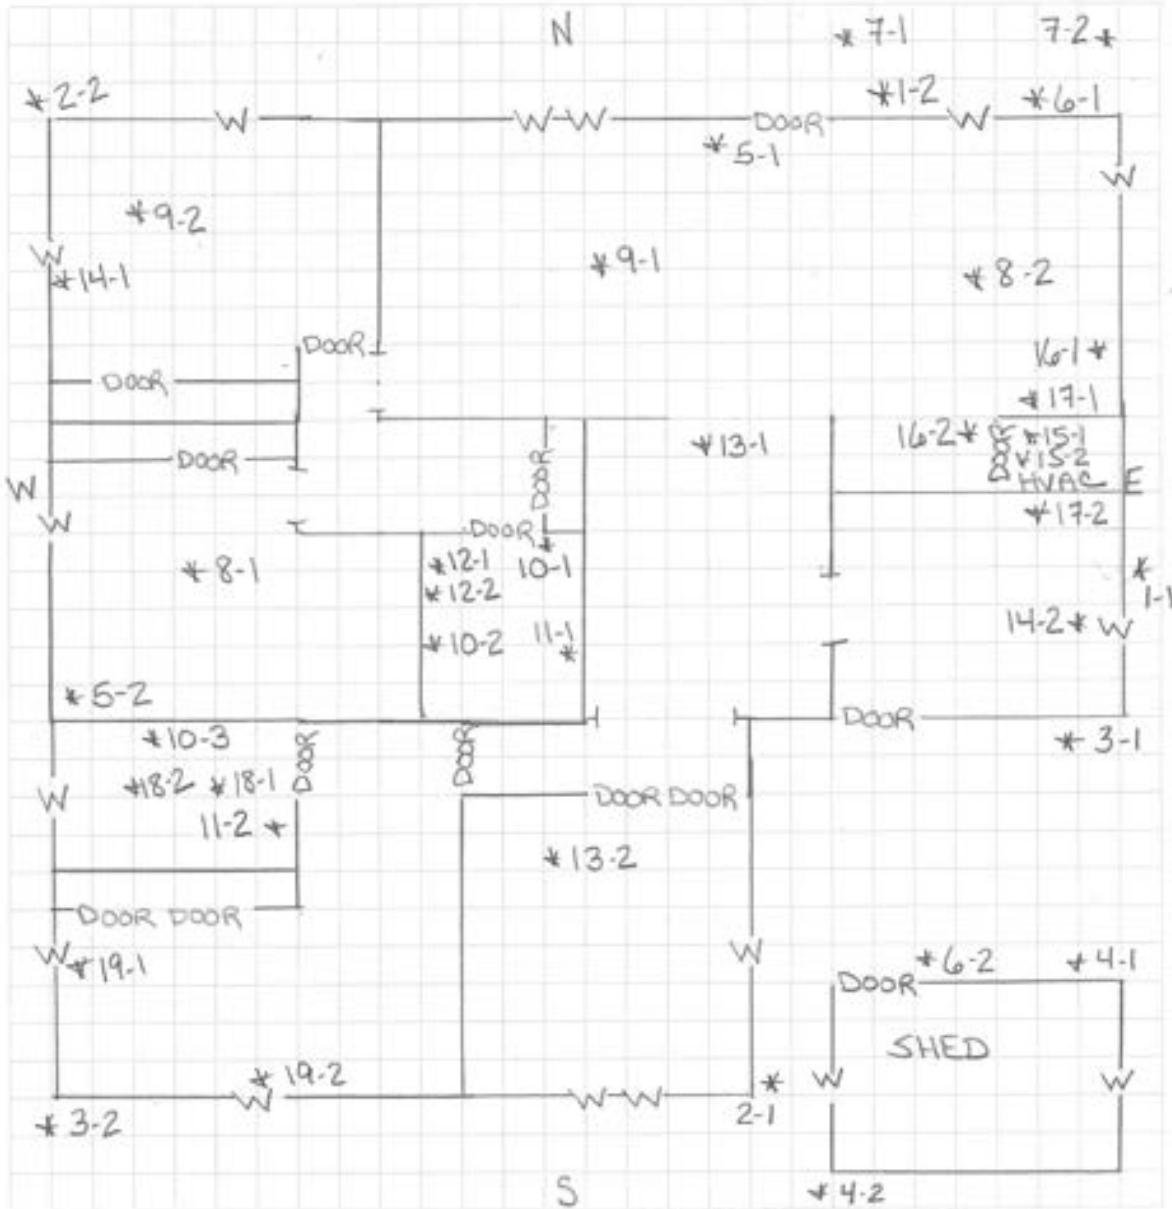 N
* 7-1 7-2 *
* 2-2
* 1-2 * 6-1
W W W DOOR W
* 5-1
W
* 9-2
W
* 9-1
* 14-1 * 8-2
DOOR 16-1 *
DOOR
* 17-1
* 13-1 16-2 * DOOR * 15-1
DOOR DOOR * 15-2
W HVAC E
W DOOR * 17-2
* 8-1 * 12-1 10-1 *
* 12-2 * 1-1
* 10-2 11-1 * 14-2 * W
* 5-2
DOOR
* 10-3 DOOR DOOR * 3-1
W * 18-2 * 18-1 DOOR DOOR
11-2 *
* 13-2
DOOR DOOR
W * 19-1 W * 6-2 * 4-1
DOOR
SHED
* 19-2 * W W
W W W
* 3-2 2-1
S * 4-2